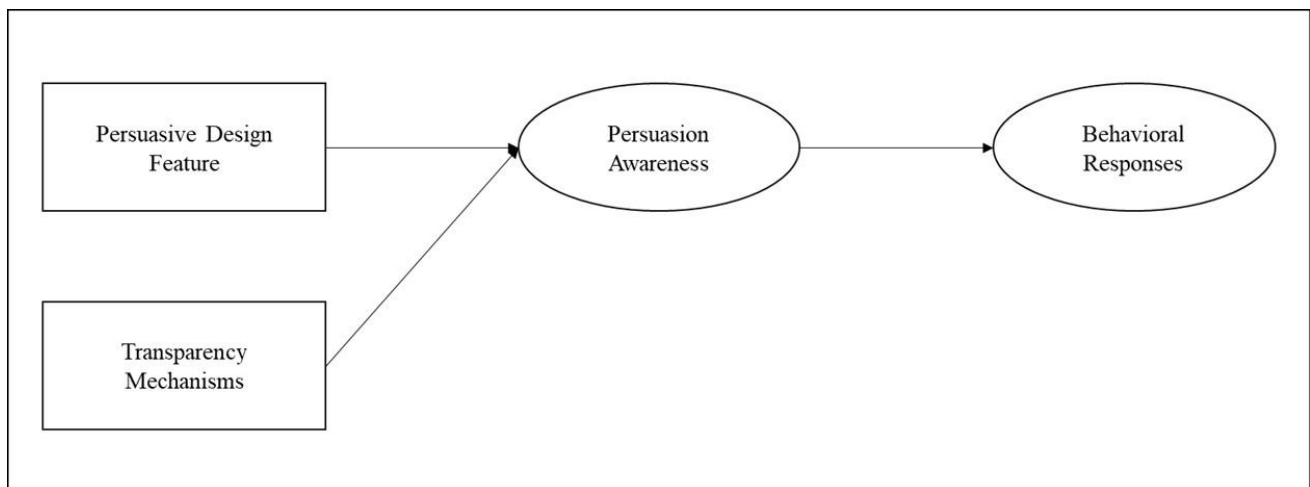 Persuasive Design
Feature
Persuasion
Awareness
Behavioral
Responses
Transparency
Mechanisms